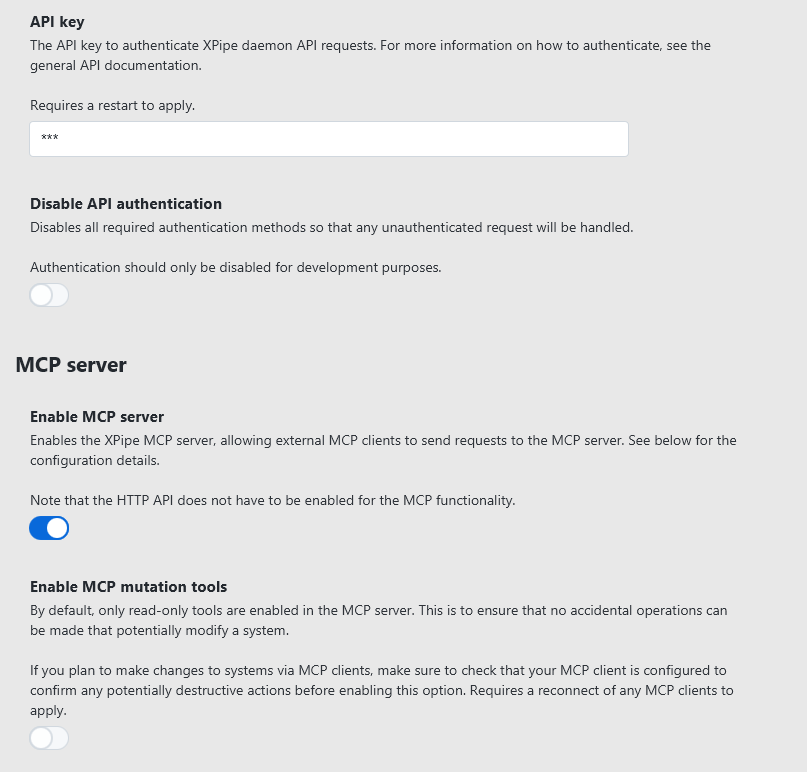 API key
The API key to authenticate XPipe daemon API requests. For more information on how to authenticate, see the
general API documentation.
Requires a restart to apply.
***
Disable API authentication
Disables all required authentication methods so that any unauthenticated request will be handled.
Authentication should only be disabled for development purposes.
MCP server
Enable MCP server
Enables the XPipe MCP server, allowing external MCP clients to send requests to the MCP server. See below for the
configuration details.
Note that the HTTP API does not have to be enabled for the MCP functionality.
Enable MCP mutation tools
By default, only read-only tools are enabled in the MCP server. This is to ensure that no accidental operations can
be made that potentially modify a system.
If you plan to make changes to systems via MCP clients, make sure to check that your MCP client is configured to
confirm any potentially destructive actions before enabling this option. Requires a reconnect of any MCP clients to
apply.